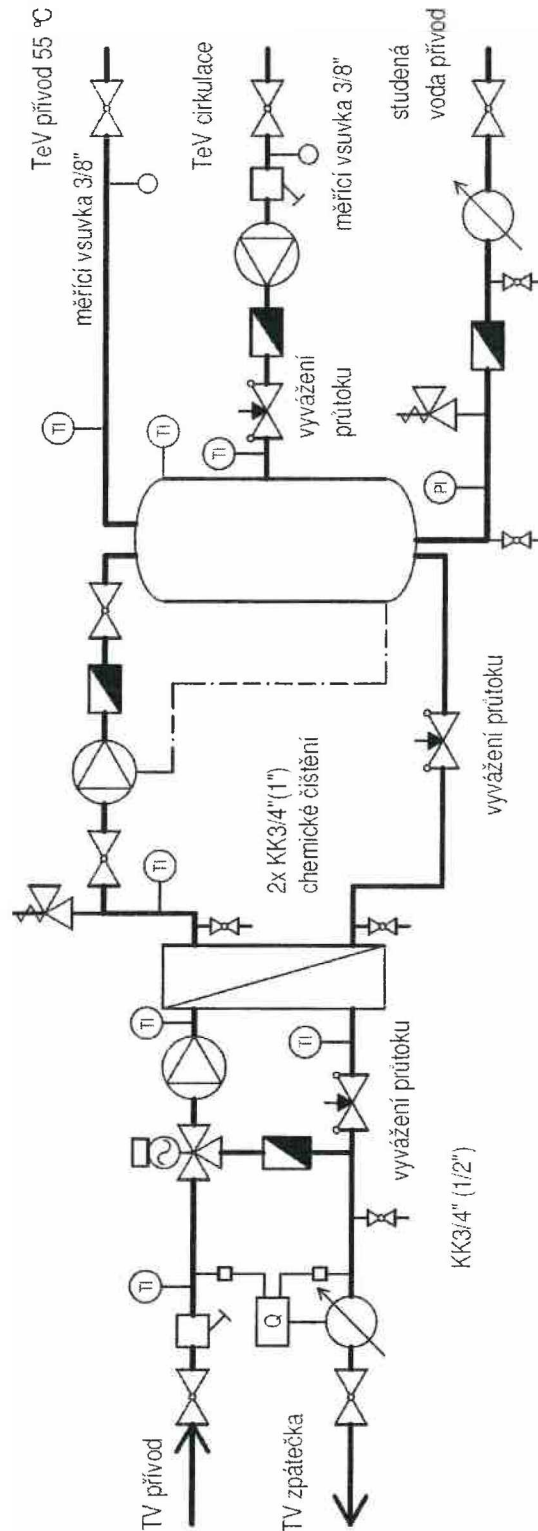 TeV přívod 55 °C
měřící vsuvka 3/8"
TI
TI
TeV cirkulace
měřící vsuvka 3/8"
vyvážení
průtoku
TI
studená
voda přívod
PI
vyvážení průtoku
2x KK3/4"(1")
chemické čištění
TI
TI
TI
vyvážení průtoku
KK3/4" (1/2")
TI
Q
TV přívod
TV zpátečka